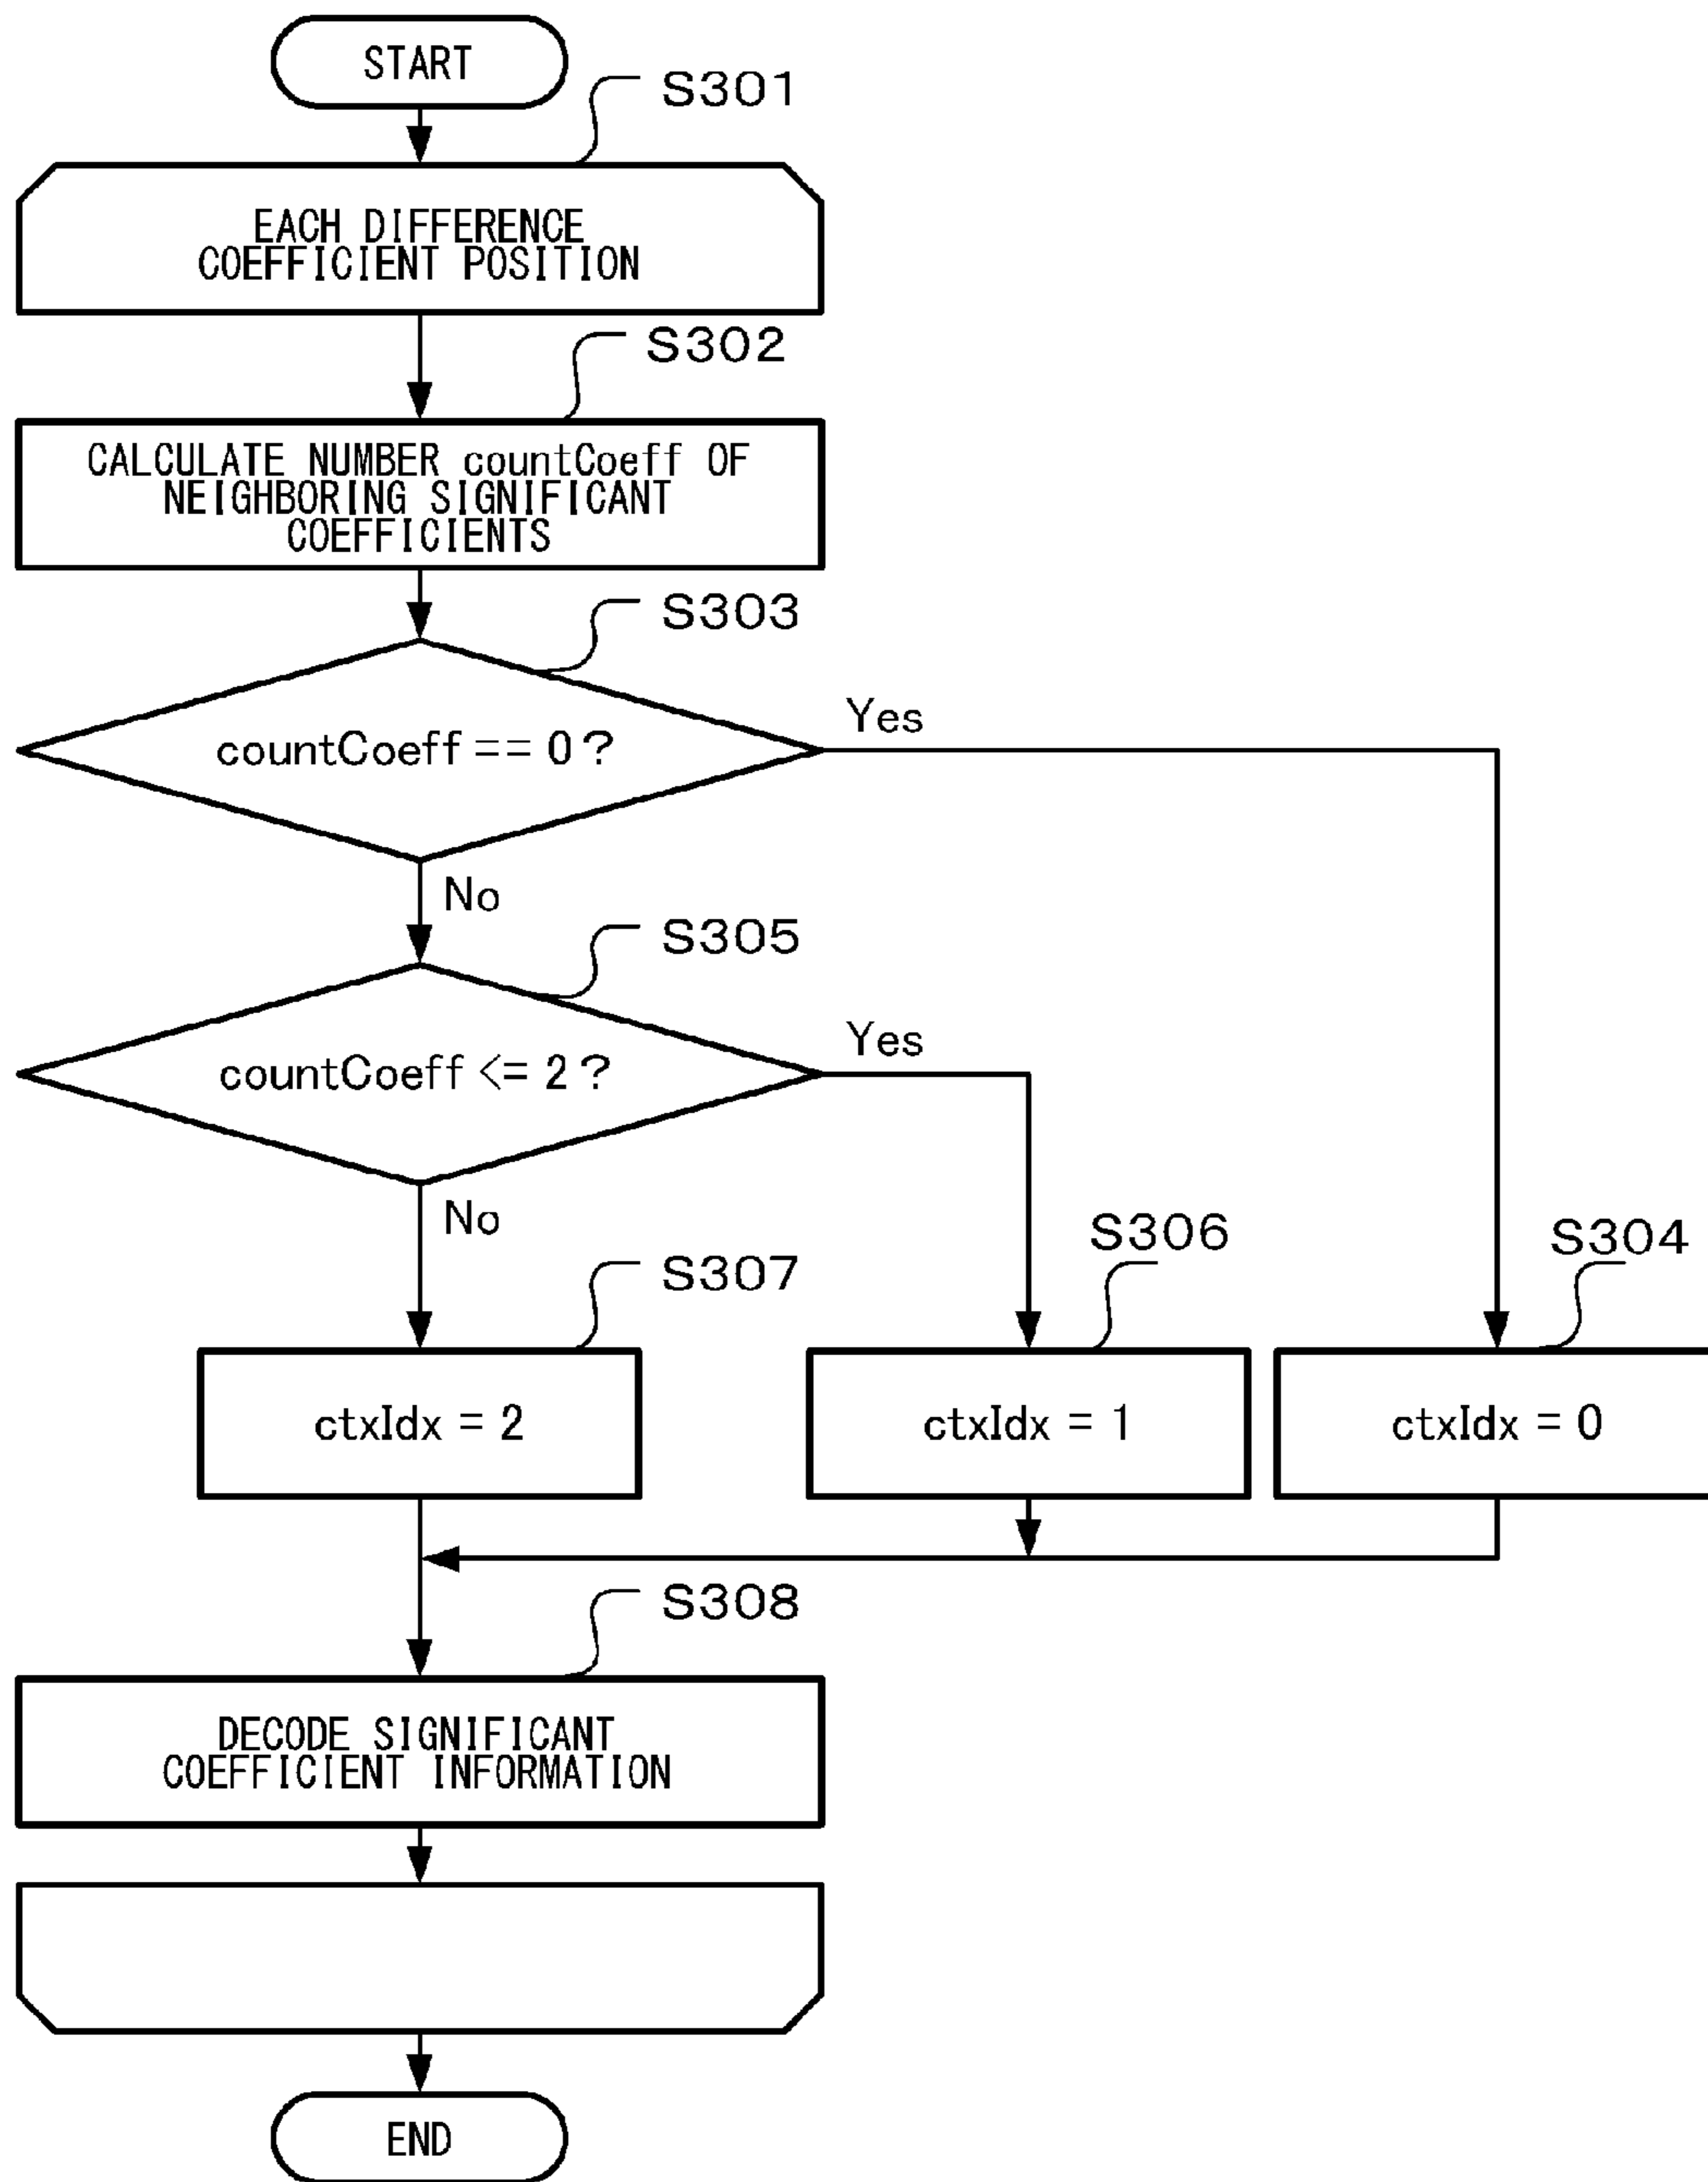 START
S301
EACH DIFFERENCE
COEFFICIENT POSITION
S302
CALCULATE NUMBER countCoeff OF
NEIGHBORING SIGNIFICANT
COEFFICIENTS
S303
countCoeff == 0 ?
Yes
No
S305
countCoeff <= 2 ?
Yes
No
S307
S306
S304
ctxIdx = 2
ctxIdx = 1
ctxIdx = 0
S308
DECODE SIGNIFICANT
COEFFICIENT INFORMATION
END